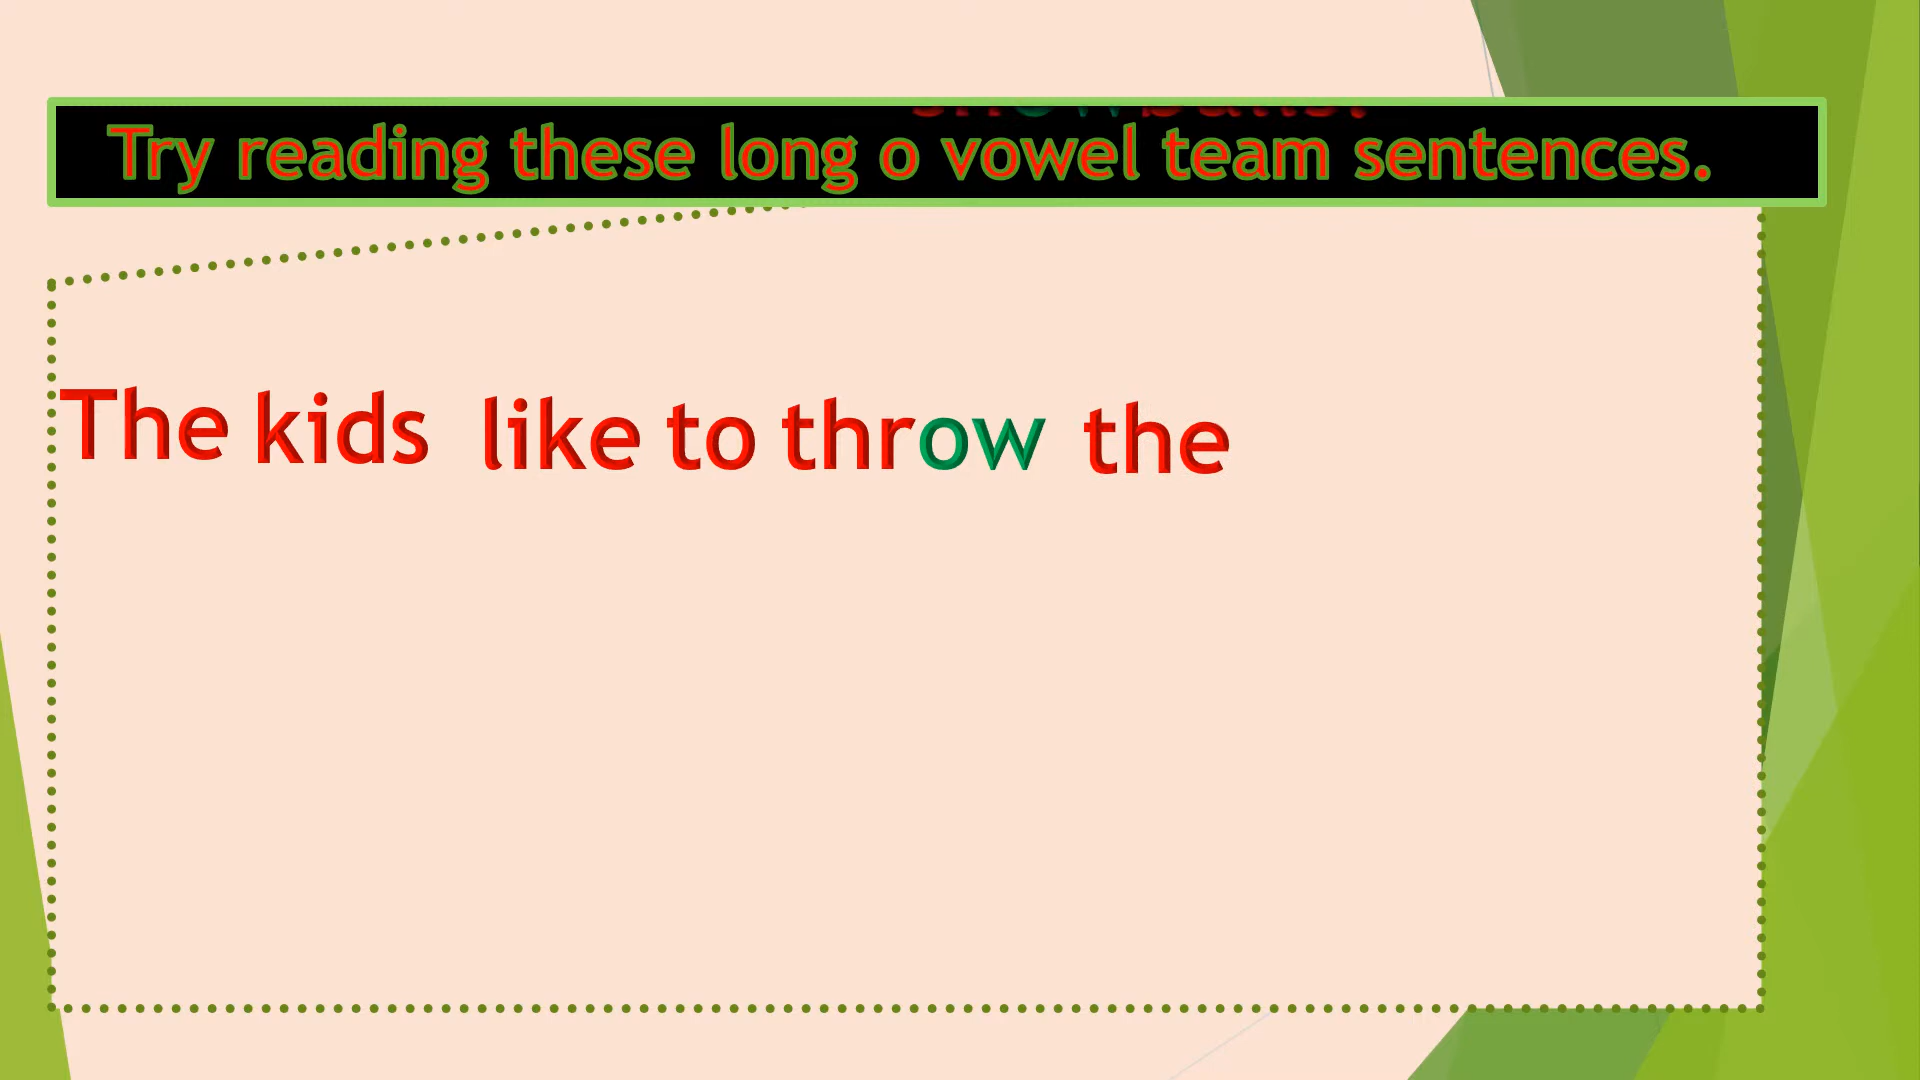 Try reading these long o vowel team sentences.
The kids like to throw the